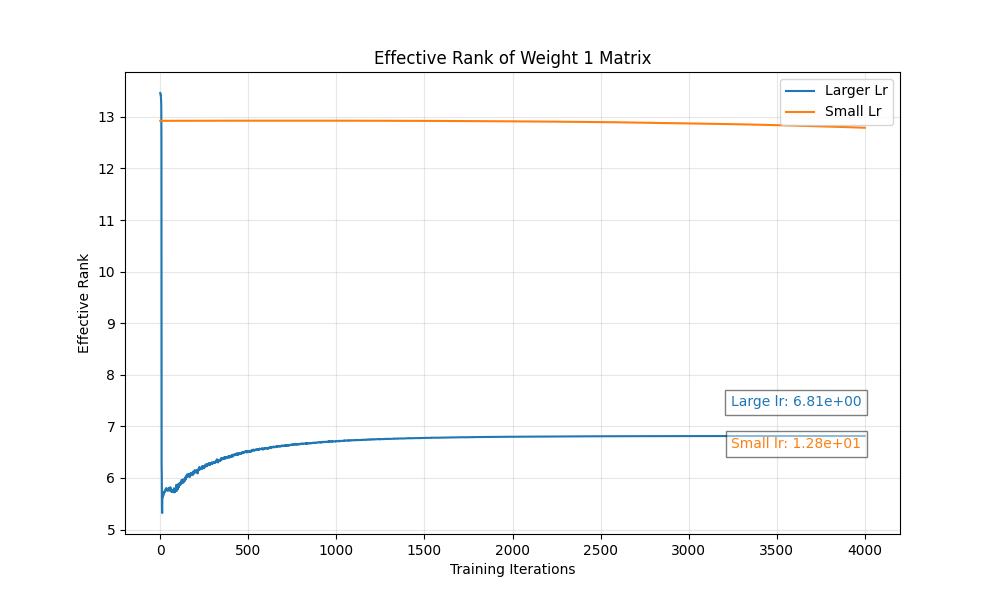 Effective Rank of Weight 1 Matrix
Larger Lr
Small Lr
Effective Rank
13
12
11
10
9
8
7
6
5
Large lr: 6.81e+00
Small lr: 1.28e+01
0
500
1000
1500
2000
2500
3000
3500
4000
Training Iterations